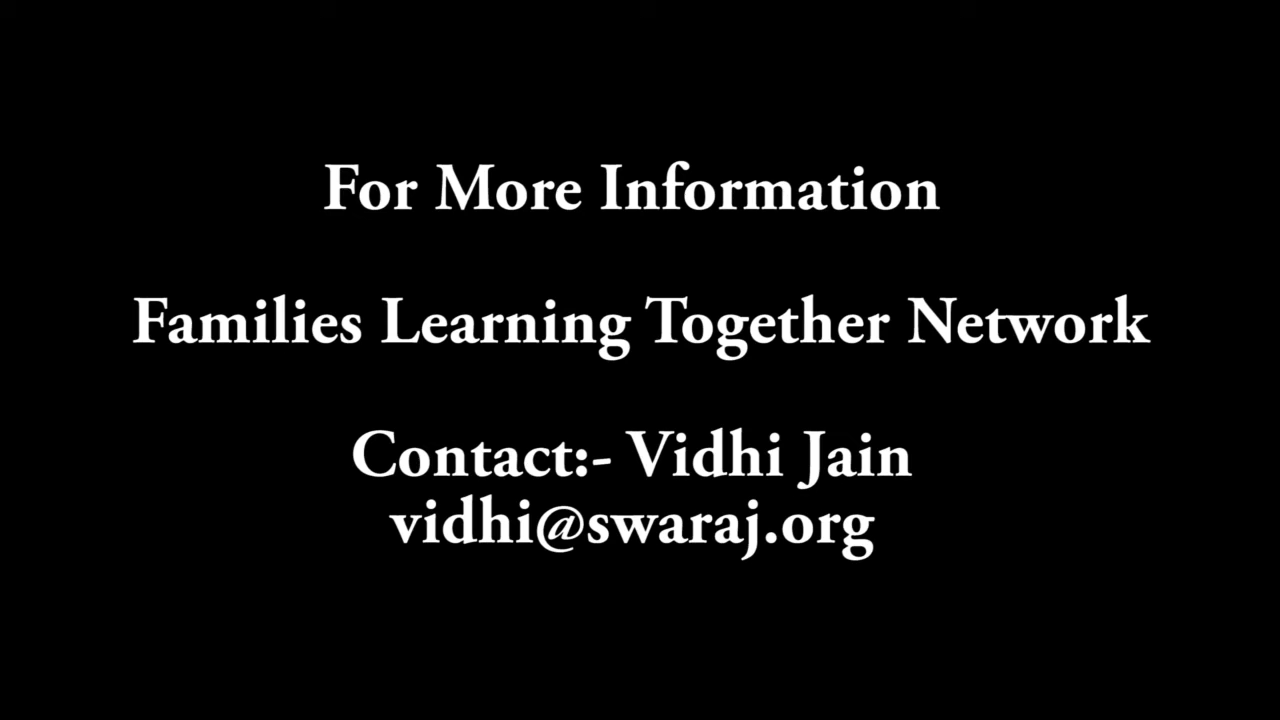 For More Information
Families Learning Together Network
Contact:- Vidhi Jain
vidhi@swaraj.org